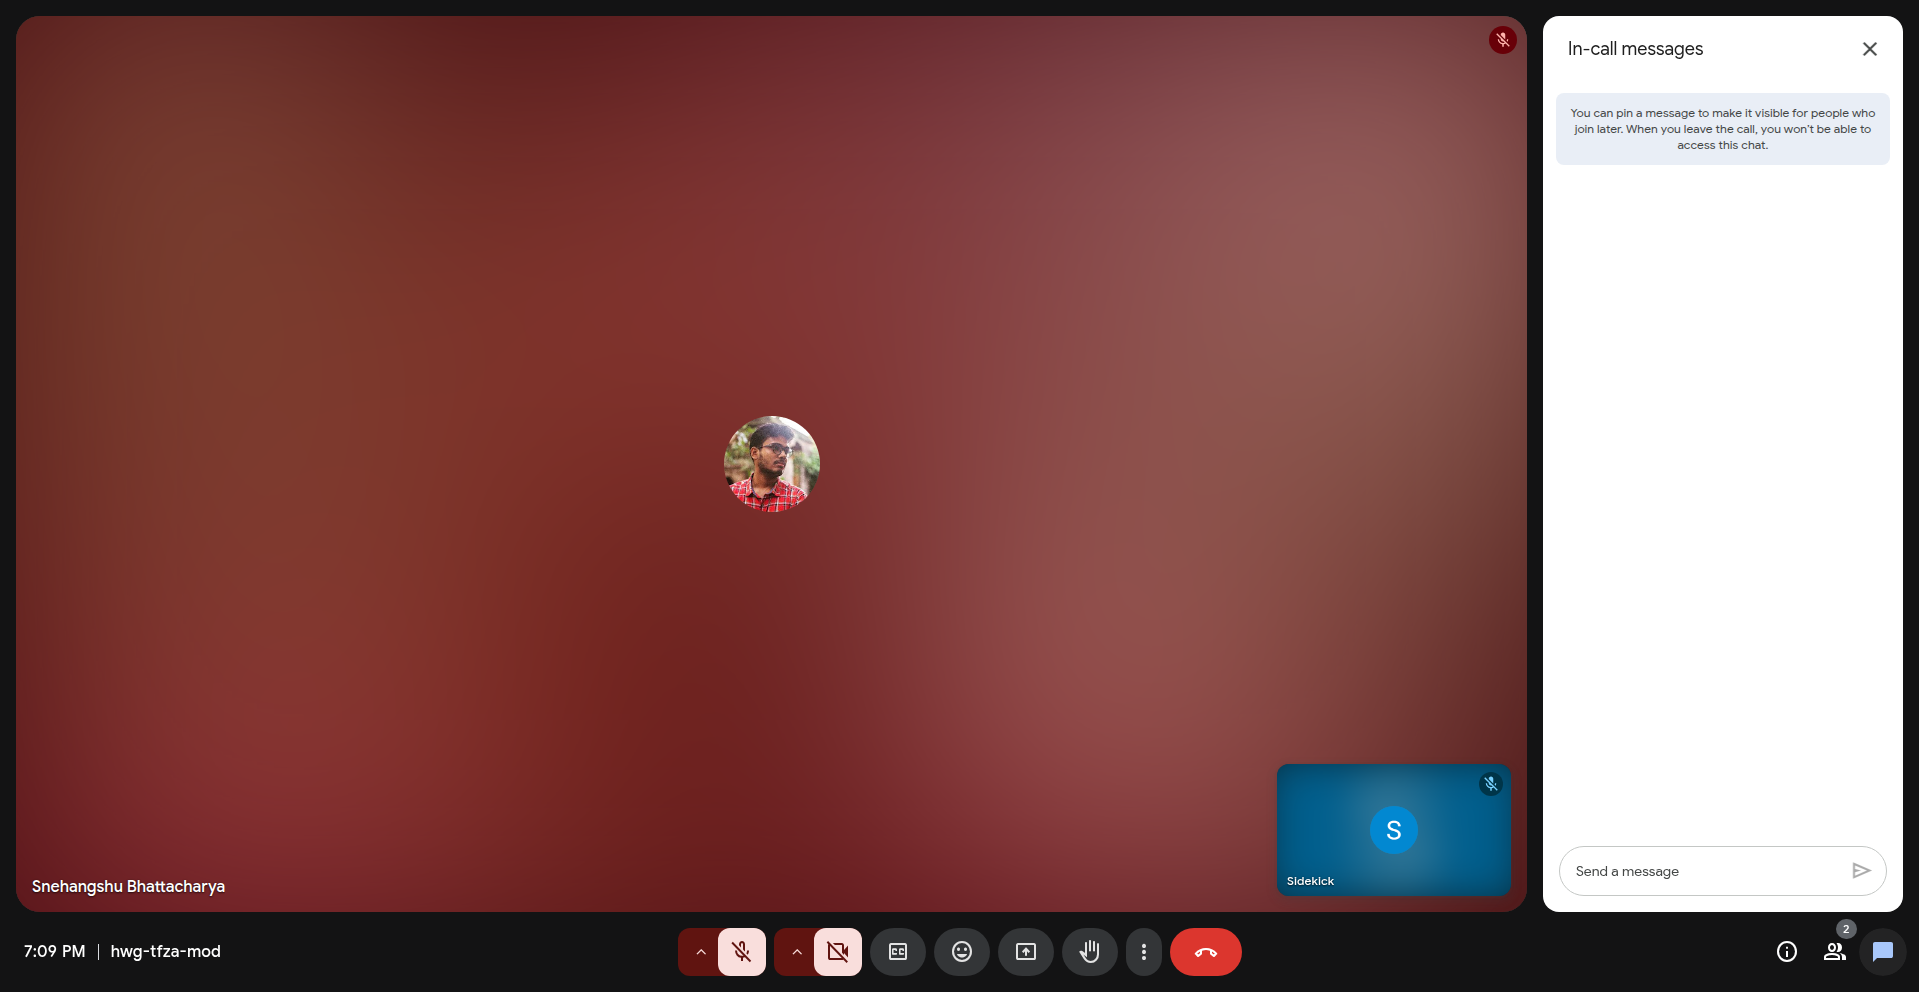 In-call messages
You can pin a message to make it visible for people who
join later. When you leave the call, you won't be able to
access this chat.
S
Sidekick
Snehangshu Bhattacharya
Send a message
7:09 PM | hwg-tfza-mod
CC
2